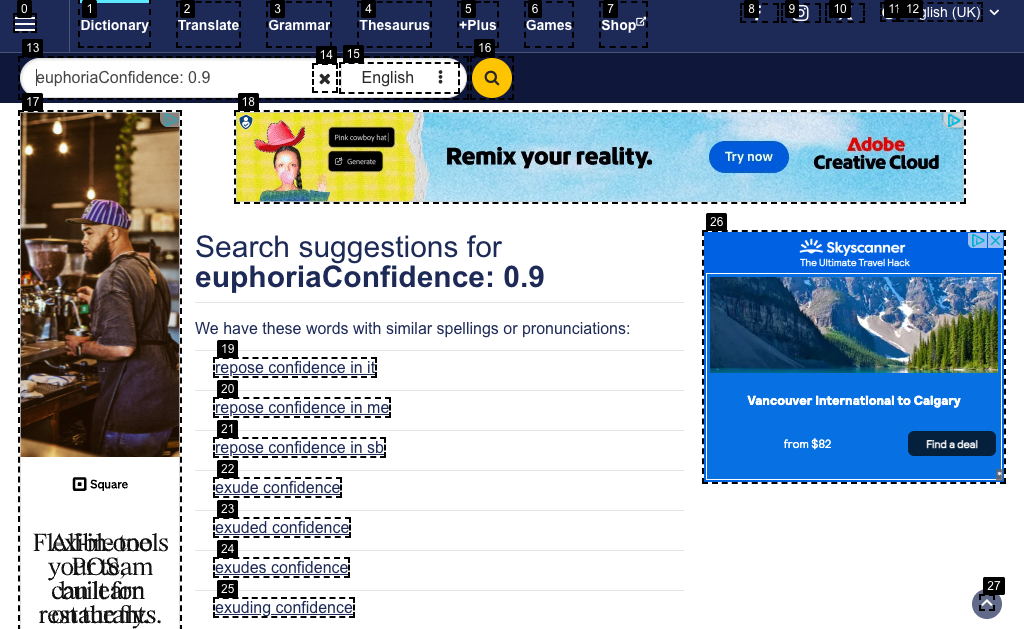 0 1 2 3 4 5 6 7 8 9 10 11 12
Dictionary Translate Grammar Thesaurus +Plus Games Shop
English (UK)
13 14 15 16
euphoriaConfidence: 0.9
English
17 18
Pink cowboy hat
Generate
Remix your reality.
Try now
Adobe
Creative Cloud
Search suggestions for
euphoriaConfidence: 0.9
We have these words with similar spellings or pronunciations:
19
repose confidence in it
20
repose confidence in me
21
repose confidence in sb
22
exude confidence
23
exuded confidence
24
exudes confidence
25
exuding confidence
26
Skyscanner
The Ultimate Travel Hack
Vancouver International to Calgary
from $82
Find a deal
Square
27